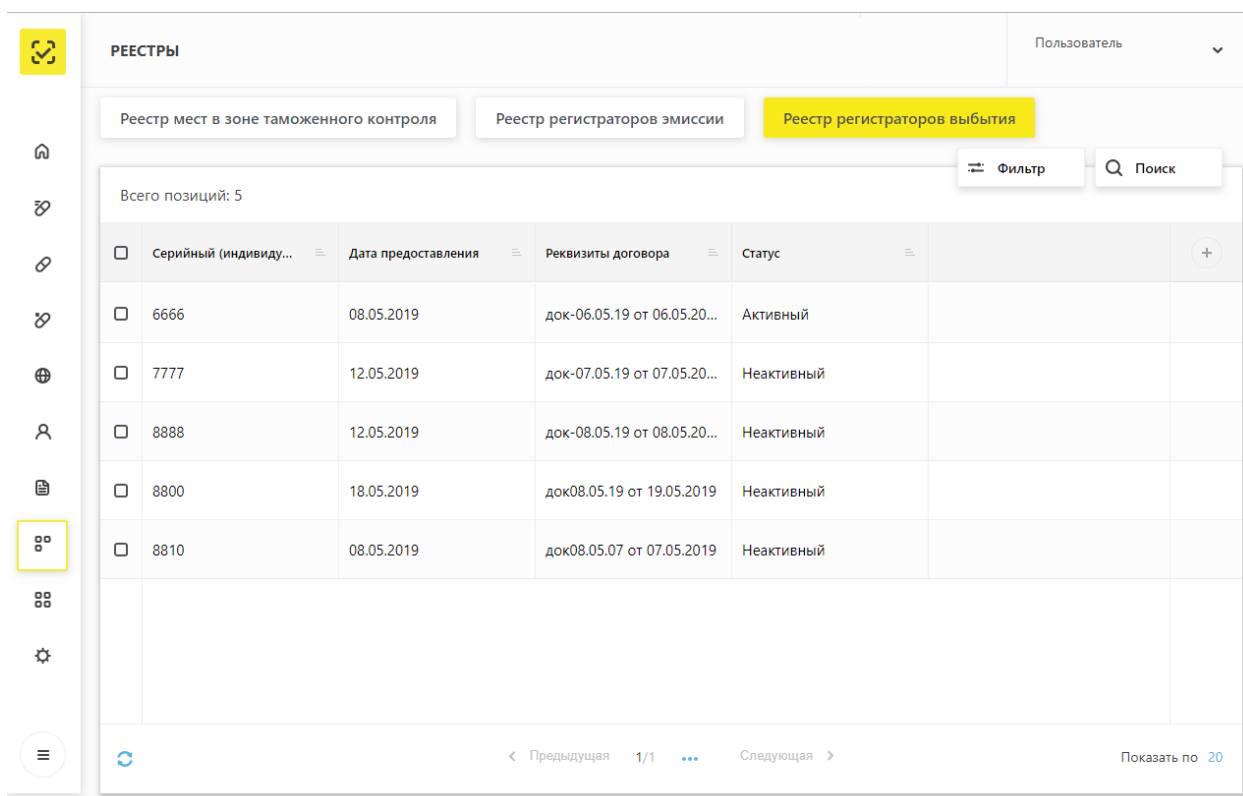 РЕЕСТРЫ
Пользователь
Реестр мест в зоне таможенного контроля
Реестр регистраторов эмиссии
Реестр регистраторов выбытия
Фильтр
Поиск
Всего позиций: 5
Серийный (индивиду... Дата предоставления Реквизиты договора Статус
6666 08.05.2019 док-06.05.19 от 06.05.20... Активный
7777 12.05.2019 док-07.05.19 от 07.05.20... Неактивный
8888 12.05.2019 док-08.05.19 от 08.05.20... Неактивный
8800 18.05.2019 док08.05.19 от 19.05.2019 Неактивный
8810 08.05.2019 док08.05.07 от 07.05.2019 Неактивный
Предыдущая 1/1 ... Следующая Показать по 20